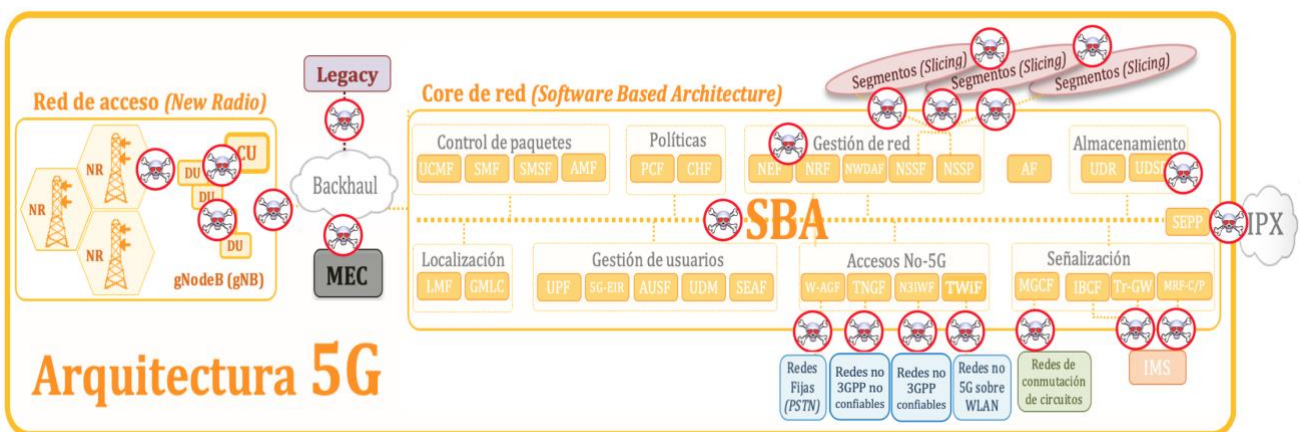 Red de acceso (New Radio)
NR
NR
NR
CU
DU
DU
DU
gNodeB (gNB)
Legacy
Backhaul
MEC
Core de red (Software Based Architecture)
Segmentos (Slicing)
Segmentos (Slicing)
Segmentos (Slicing)
Control de paquetes
UCMF SMF SMSF AMF
Políticas
PCF CHF
Gestión de red
NEF NRF NWDAF NSSF NSSP
AF
Almacenamiento
UDR UDSF
SBA
SEPP
IPX
Localización
LMF GMLC
Gestión de usuarios
UPF 5G-EIR AUSF UDM SEAF
Accesos No-5G
W-AGF TNGF N3IWF TWiF
Señalización
MGCF IBCF Tr-GW MRF-C/P
Redes
Fijas
(PSTN)
Redes no
3GPP no
confiables
Redes no
3GPP
confiables
Redes no
5G sobre
WLAN
Redes de
conmutación
de circuitos
IMS
Arquitectura 5G